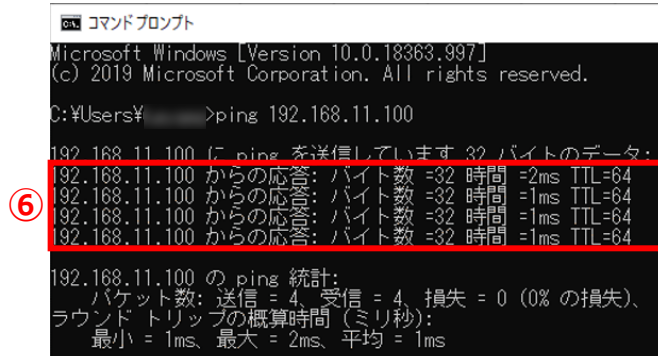 コマンド プロンプト
Microsoft Windows [Version 10.0.18363.997]
(c) 2019 Microsoft Corporation. All rights reserved.
C:¥Users¥ >ping 192.168.11.100
192.168.11.100 に ping を送信しています 32 バイトのデータ:
192.168.11.100 からの応答: バイト数 =32 時間 =2ms TTL=64
192.168.11.100 からの応答: バイト数 =32 時間 =1ms TTL=64
⑥
192.168.11.100 からの応答: バイト数 =32 時間 =1ms TTL=64
192.168.11.100 からの応答: バイト数 =32 時間 =1ms TTL=64
192.168.11.100 の ping 統計:
パケット数: 送信 = 4、受信 = 4、損失 = 0 (0% の損失)、
ラウンド トリップの概算時間 (ミリ秒):
最小 = 1ms、最大 = 2ms、平均 = 1ms